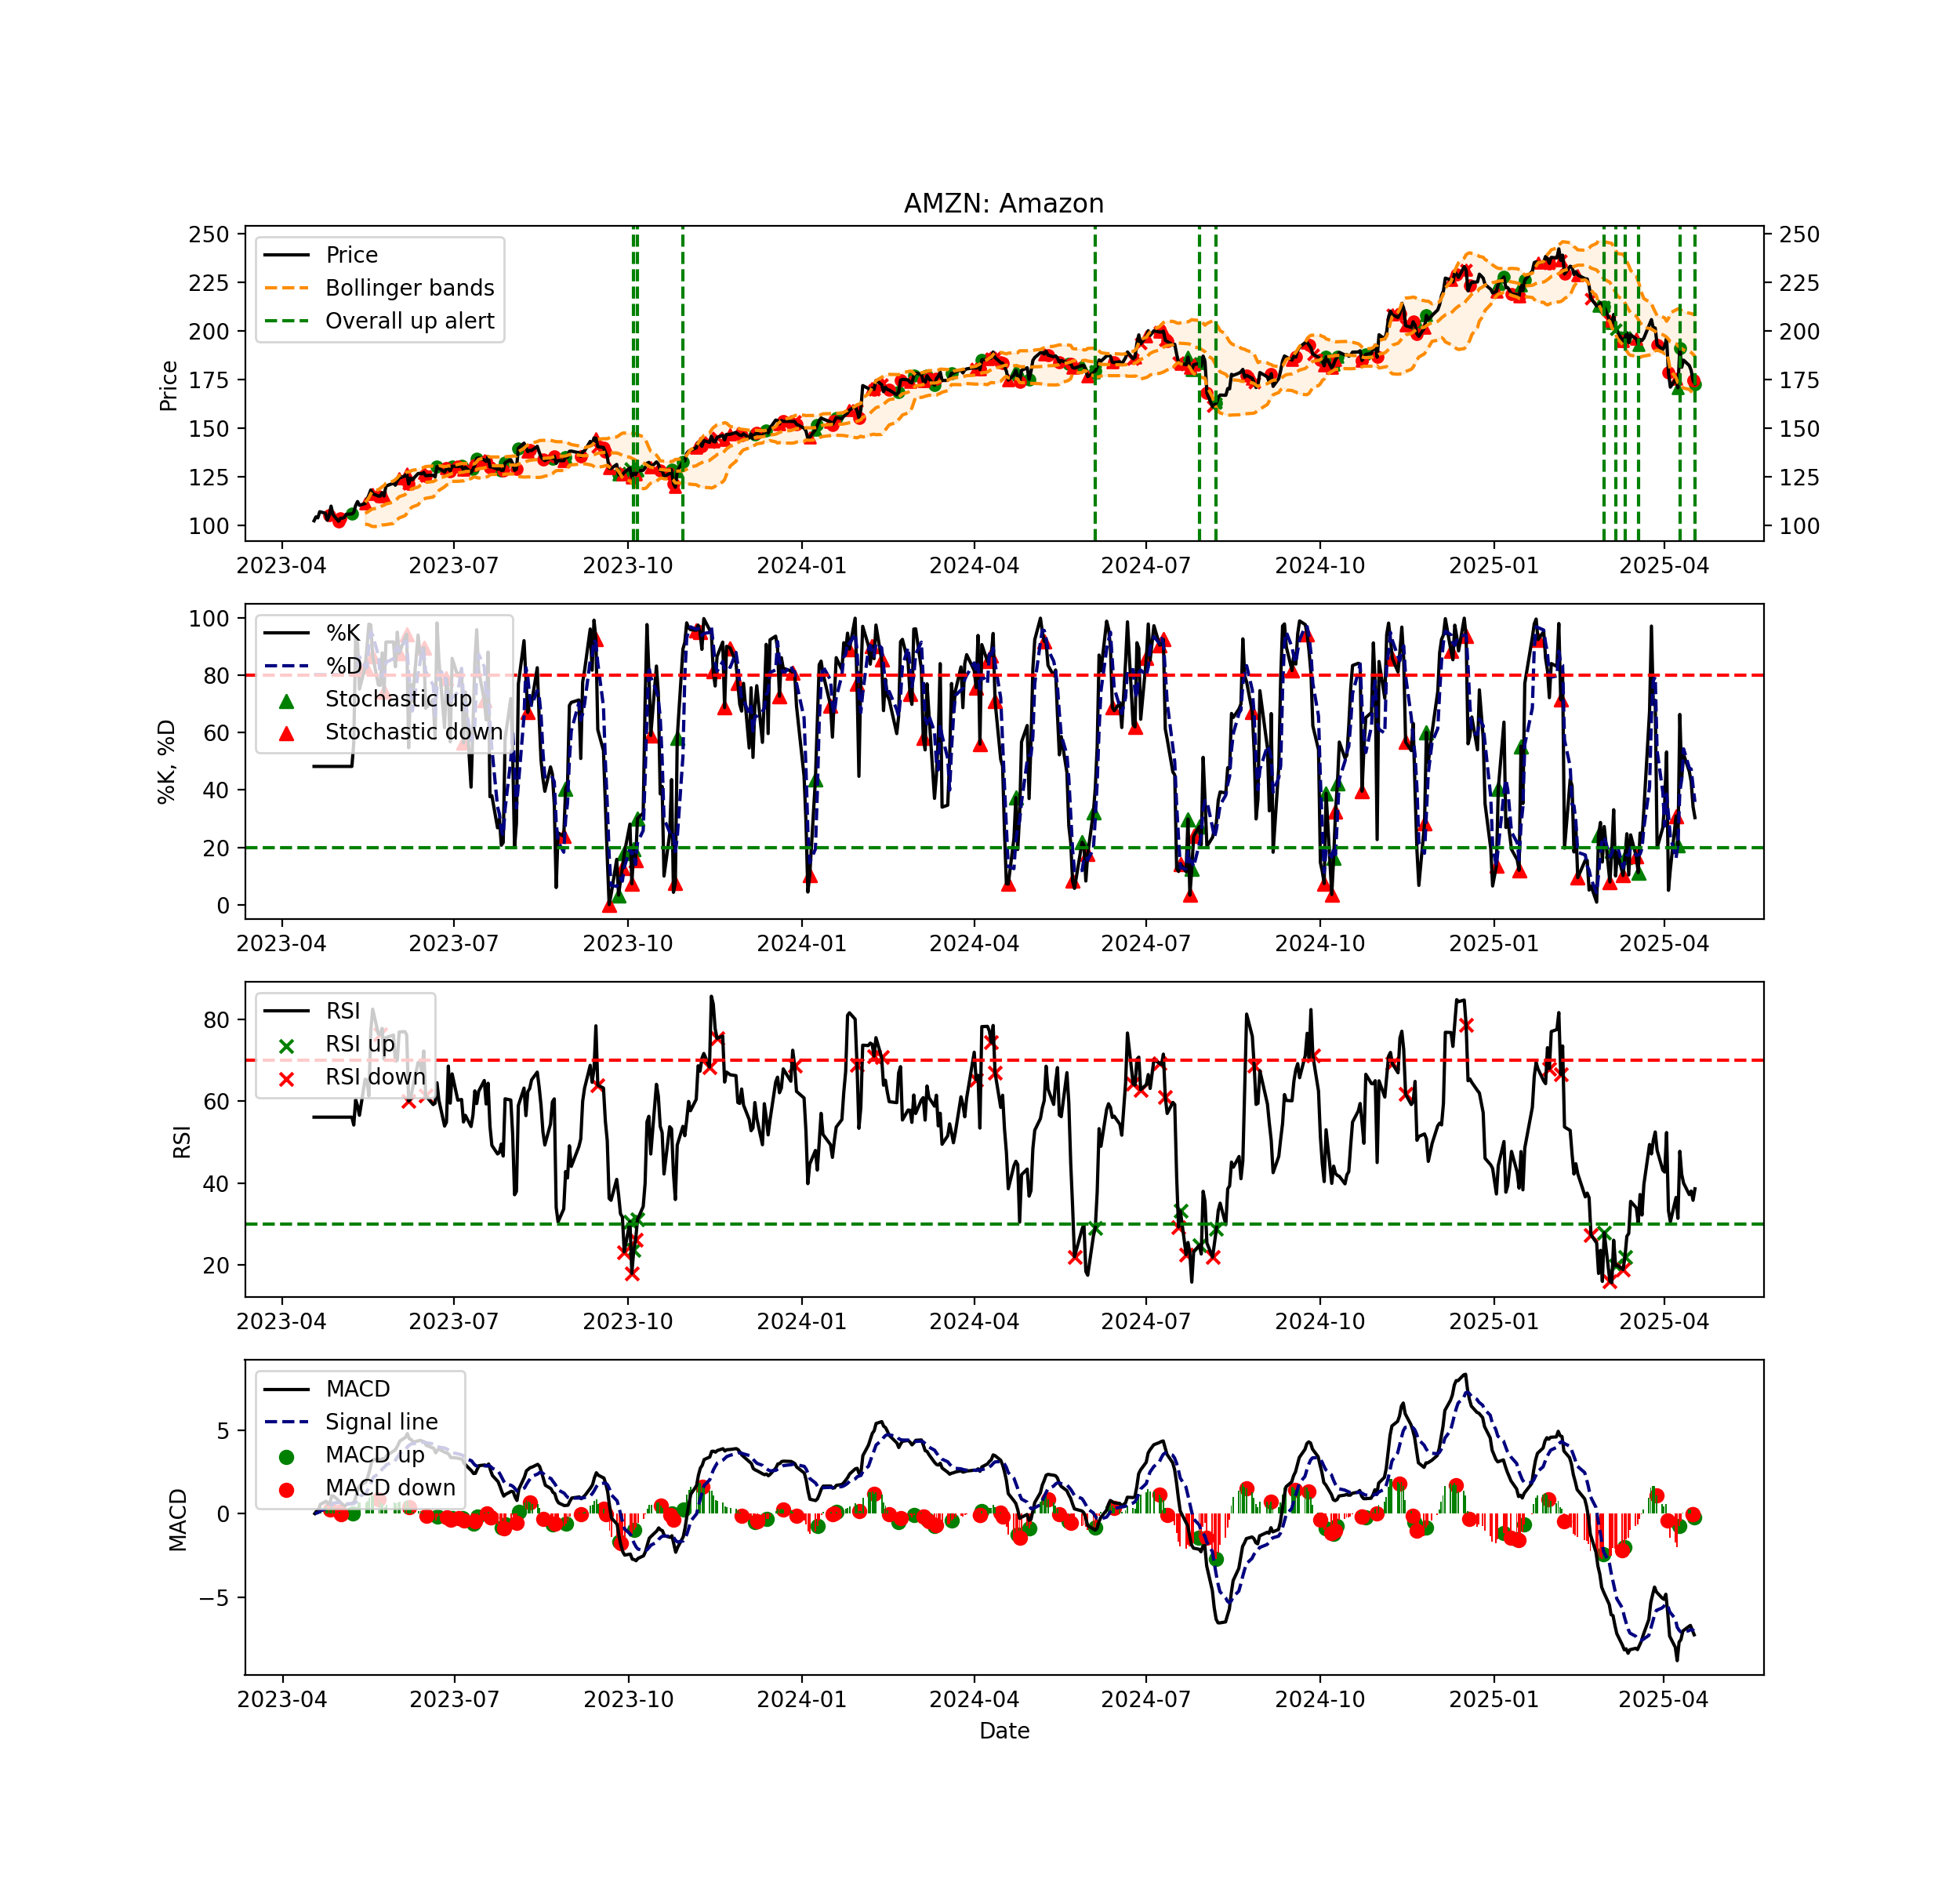 AMZN: Amazon
Price
250
225
200
175
150
125
100
Price
Bollinger bands
Overall up alert
250
225
200
175
150
125
100
2023-04 2023-07 2023-10 2024-01 2024-04 2024-07 2024-10 2025-01 2025-04
%K, %D
100
80
60
40
20
0
%K
%D
Stochastic up
Stochastic down
2023-04 2023-07 2023-10 2024-01 2024-04 2024-07 2024-10 2025-01 2025-04
RSI
80
60
40
20
RSI
RSI up
RSI down
2023-04 2023-07 2023-10 2024-01 2024-04 2024-07 2024-10 2025-01 2025-04
MACD
5
0
−5
MACD
Signal line
MACD up
MACD down
2023-04 2023-07 2023-10 2024-01 2024-04 2024-07 2024-10 2025-01 2025-04
Date